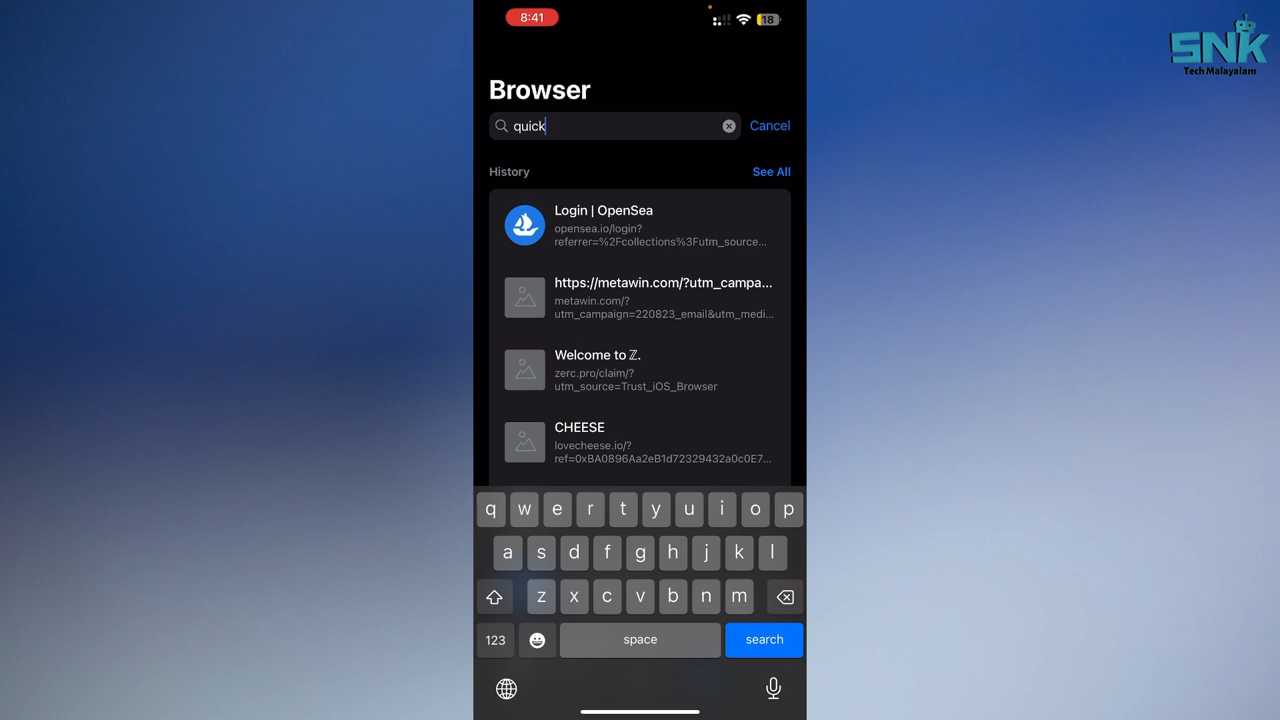 8:41
18
SNK
Tech Malayalam
Browser
quick
Cancel
History
See All
Login | OpenSea
opensea.io/login?
referrer=%2Fcollections%3Futm_source...
https://metawin.com/?utm_campa...
metawin.com/?
utm_campaign=220823_email&utm_medi...
Welcome to ℤ.
zerc.pro/claim/?
utm_source=Trust_iOS_Browser
CHEESE
lovecheese.io/?
ref=0xBA0896Aa2eB1d72329432a0c0E7...
q w e r t y u i o p
a s d f g h j k l
z x c v b n m
123
space
search